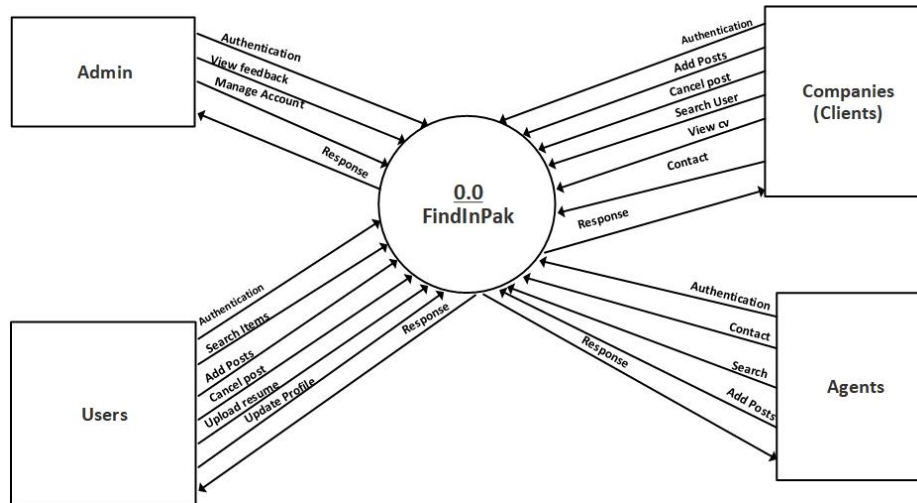 Admin
Authentication
View feedback
Manage Account
Response
Companies
(Clients)
Authentication
Add Posts
Cancel post
Search User
View cv
Contact
Response
0.0
FindInPak
Users
Authentication
Search Items
Add Posts
Cancel post
Upload resume
Update Profile
Response
Agents
Authentication
Contact
Search
Add Posts
Response